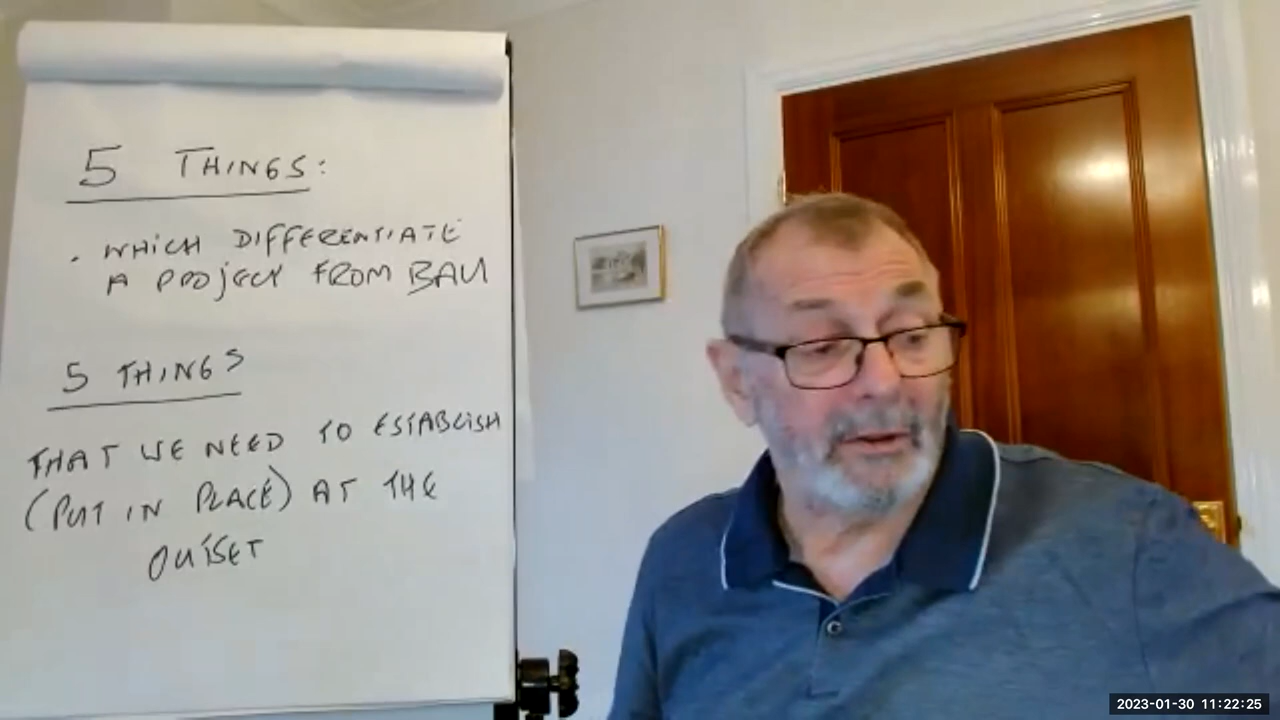 5 THINGS:
. WHICH DIFFERENTIATE
A PROJECT FROM BAU
5 THINGS
THAT WE NEED TO ESTABLISH
(PUT IN PLACE) AT THE
OUTSET
2023-01-30 11:22:25